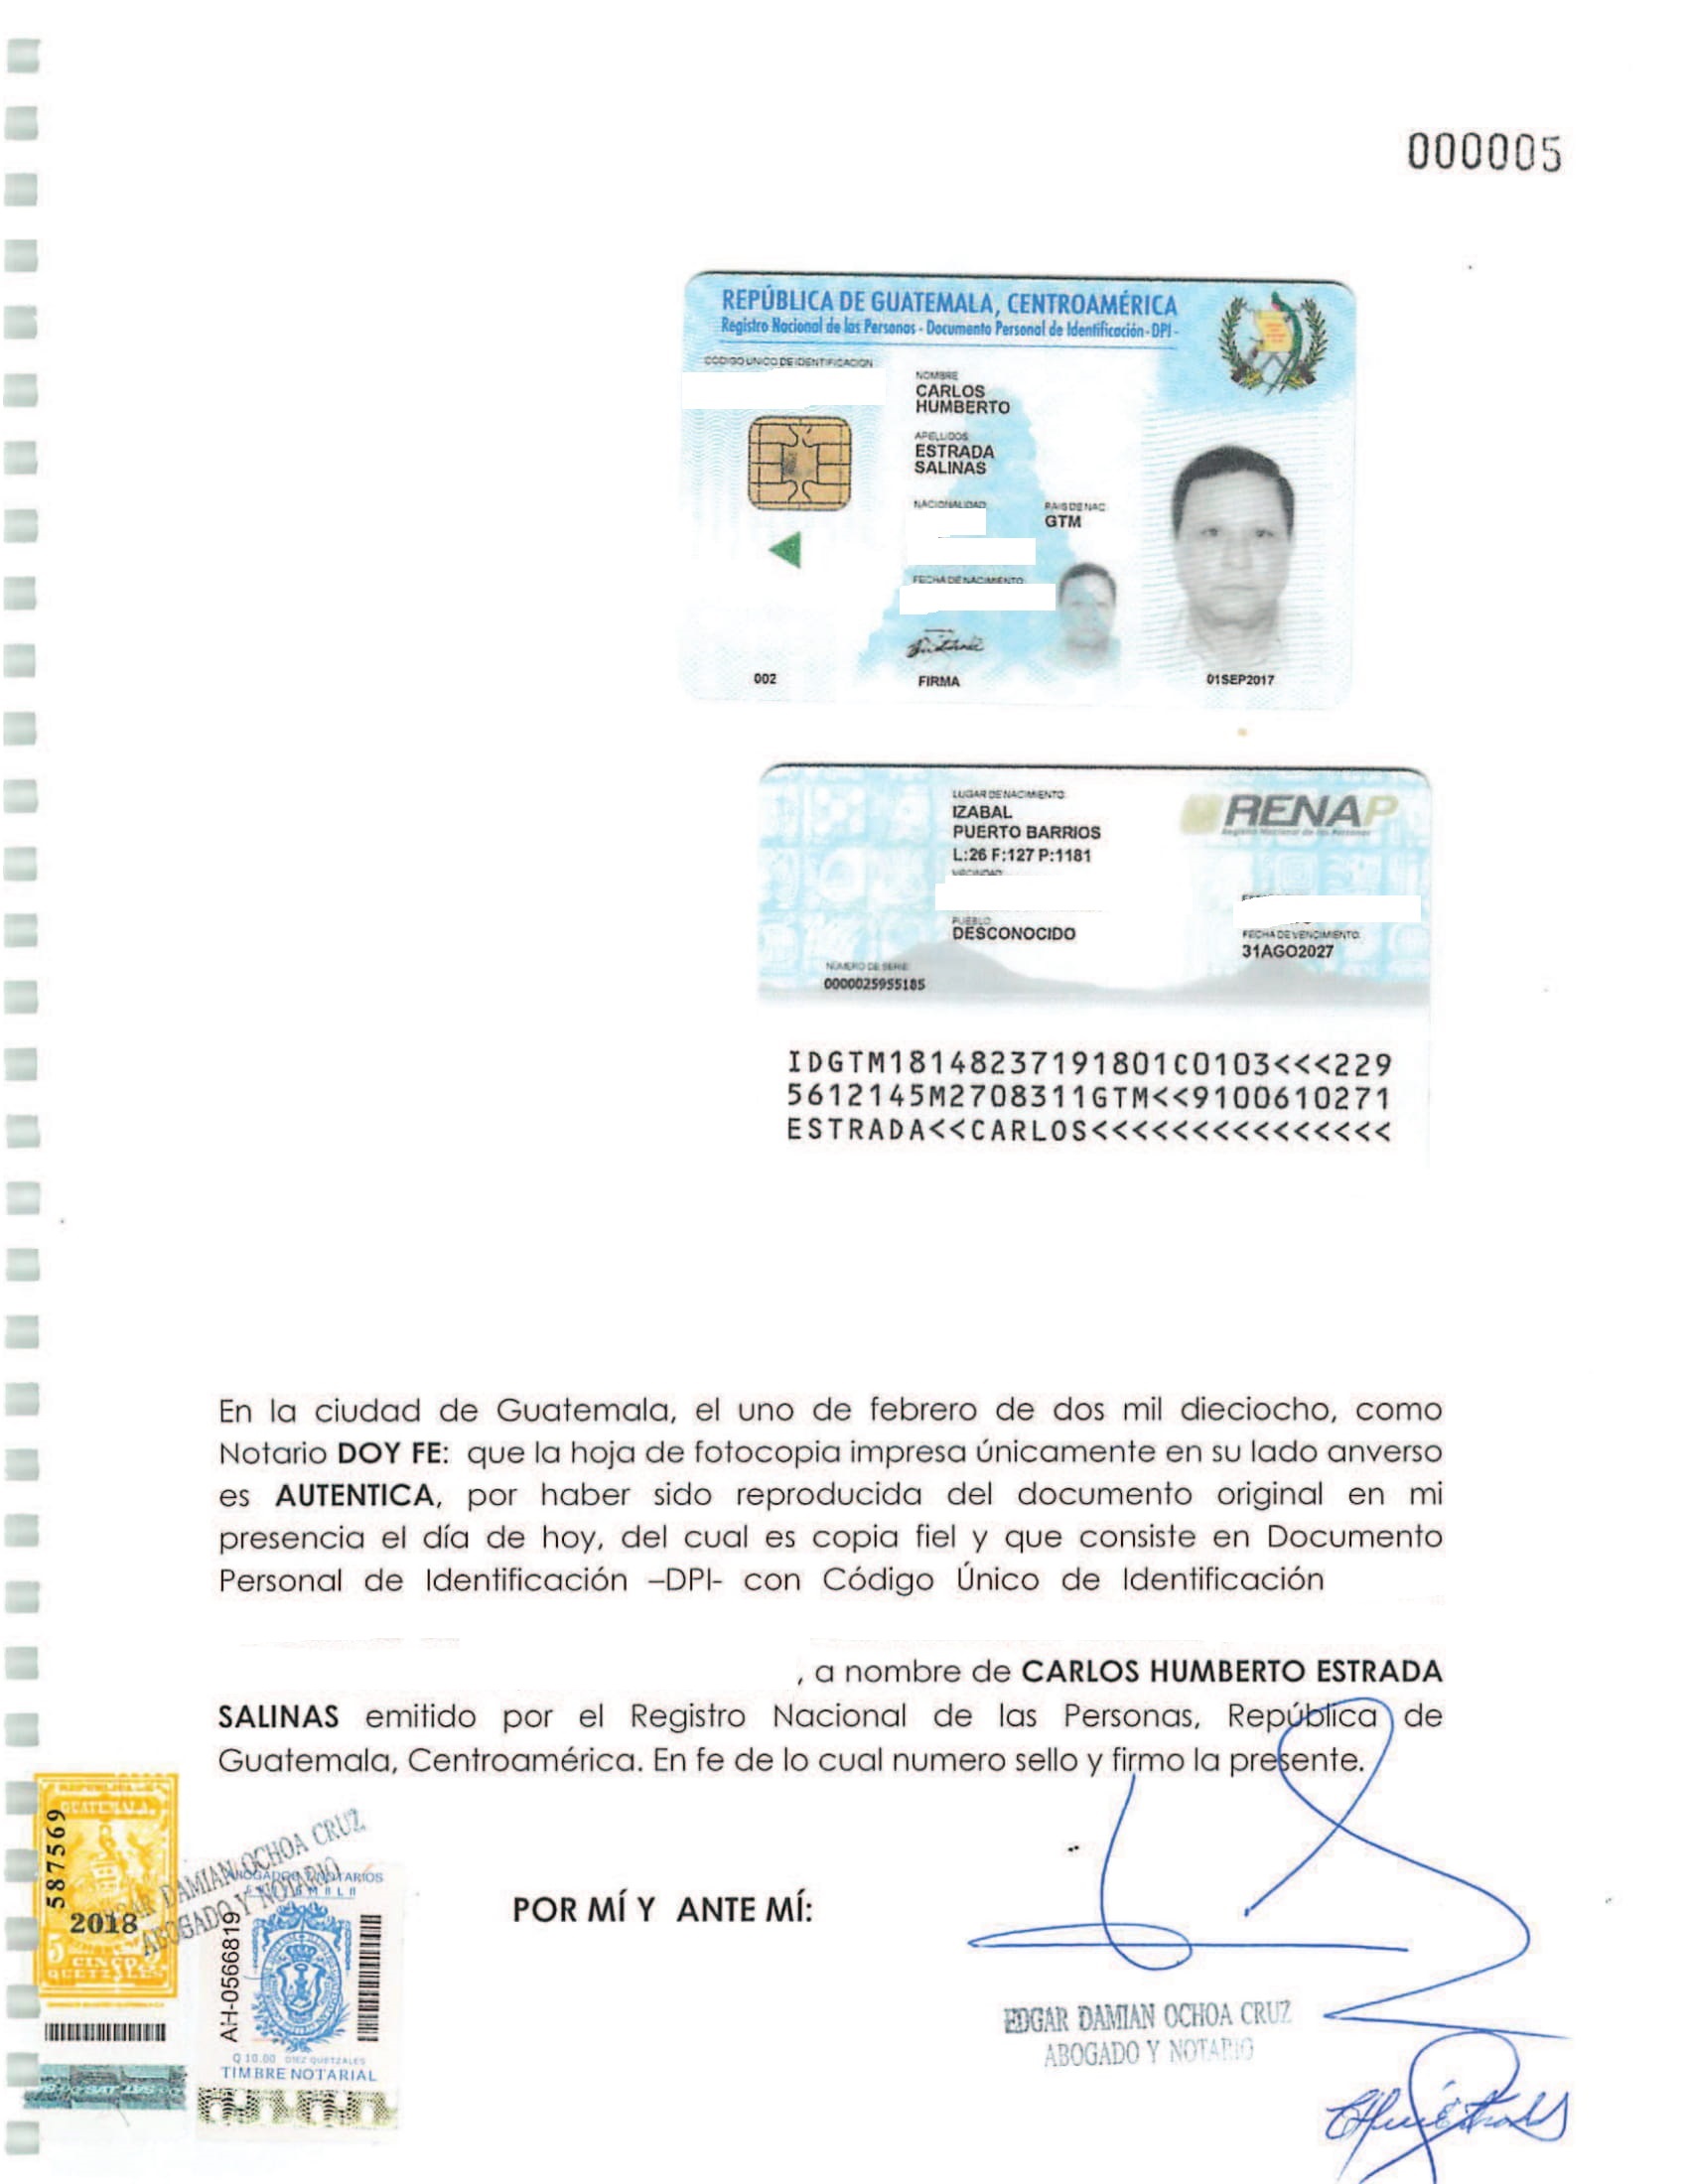 000005
REPÚBLICA DE GUATEMALA, CENTROAMÉRICA
Registro Nacional de las Personas - Documento Personal de Identificación - DPI -
CODIGO UNICO DE IDENTIFICACION
NOMBRE
CARLOS
HUMBERTO
APELLIDOS
ESTRADA
SALINAS
NACIONALIDAD
PAIS DE NAC
GTM
FECHA DE NACIMIENTO
002
FIRMA
01SEP2017
LUGAR DE NACIMIENTO
IZABAL
PUERTO BARRIOS
L:26 F:127 P:1181
VECINDAD
RENAP
Registro Nacional de las Personas
PUEBLO
DESCONOCIDO
FECHA DE VENCIMIENTO
31AGO2027
NUMERO DE SERIE
0000025955185
IDGTM18148237191801C0103<<<229
5612145M2708311GTM<<9100610271
ESTRADA<<CARLOS<<<<<<<<<<<<<<<
En la ciudad de Guatemala, el uno de febrero de dos mil dieciocho, como
Notario DOY FE: que la hoja de fotocopia impresa únicamente en su lado anverso
es AUTENTICA, por haber sido reproducida del documento original en mi
presencia el día de hoy, del cual es copia fiel y que consiste en Documento
Personal de Identificación –DPI- con Código Único de Identificación
, a nombre de CARLOS HUMBERTO ESTRADA
SALINAS emitido por el Registro Nacional de las Personas, República de
Guatemala, Centroamérica. En fe de lo cual numero sello y firmo la presente.
587569
GUATEMALA
2018
5
CINCO
QUETZALES
EDGAR DAMIAN OCHOA CRUZ
ABOGADO Y NOTARIO
AH-0566819
Q 10.00 DIEZ QUETZALES
TIMBRE NOTARIAL
POR MÍ Y ANTE MÍ:
EDGAR DAMIAN OCHOA CRUZ
ABOGADO Y NOTARIO